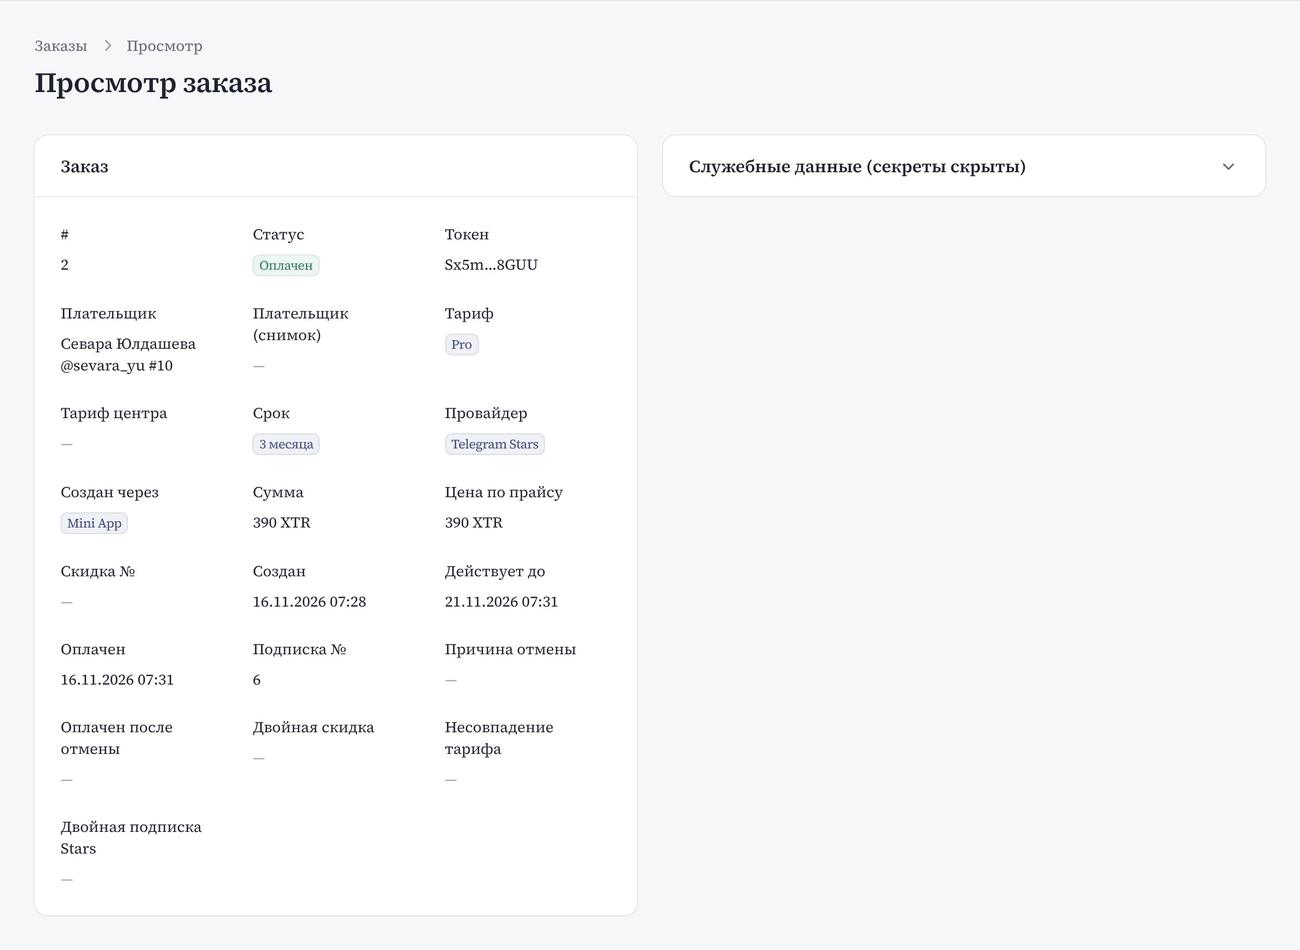 Заказы > Просмотр
Просмотр заказа
Заказ
#
2
Статус
Оплачен
Токен
Sx5m…8GUU
Плательщик
Севара Юлдашева
@sevara_yu #10
Плательщик
(снимок)
—
Тариф
Pro
Тариф центра
—
Срок
3 месяца
Провайдер
Telegram Stars
Создан через
Mini App
Сумма
390 XTR
Цена по прайсу
390 XTR
Скидка №
—
Создан
16.11.2026 07:28
Действует до
21.11.2026 07:31
Оплачен
16.11.2026 07:31
Подписка №
6
Причина отмены
—
Оплачен после
отмены
—
Двойная скидка
—
Несовпадение
тарифа
—
Двойная подписка
Stars
—
Служебные данные (секреты скрыты)